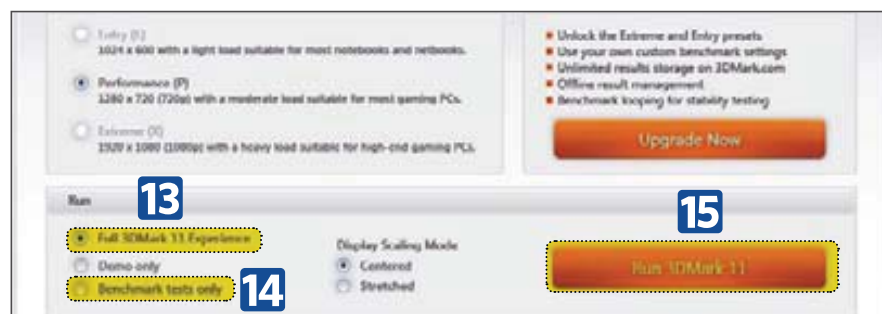 Entry (E)
1024 x 600 with a light load suitable for most notebooks and netbooks.
Performance (P)
1280 x 720 (720p) with a moderate load suitable for most gaming PCs.
Extreme (X)
1920 x 1080 (1080p) with a heavy load suitable for high-end gaming PCs.
Unlock the Extreme and Entry presets
Use your own custom benchmark settings
Unlimited results storage on 3DMark.com
Offline result management
Benchmark looping for stability testing
Upgrade Now
Run
13
Full 3DMark 11 Experience
Demo only
Benchmark tests only
14
Display Scaling Mode
Centered
Stretched
15
Run 3DMark 11